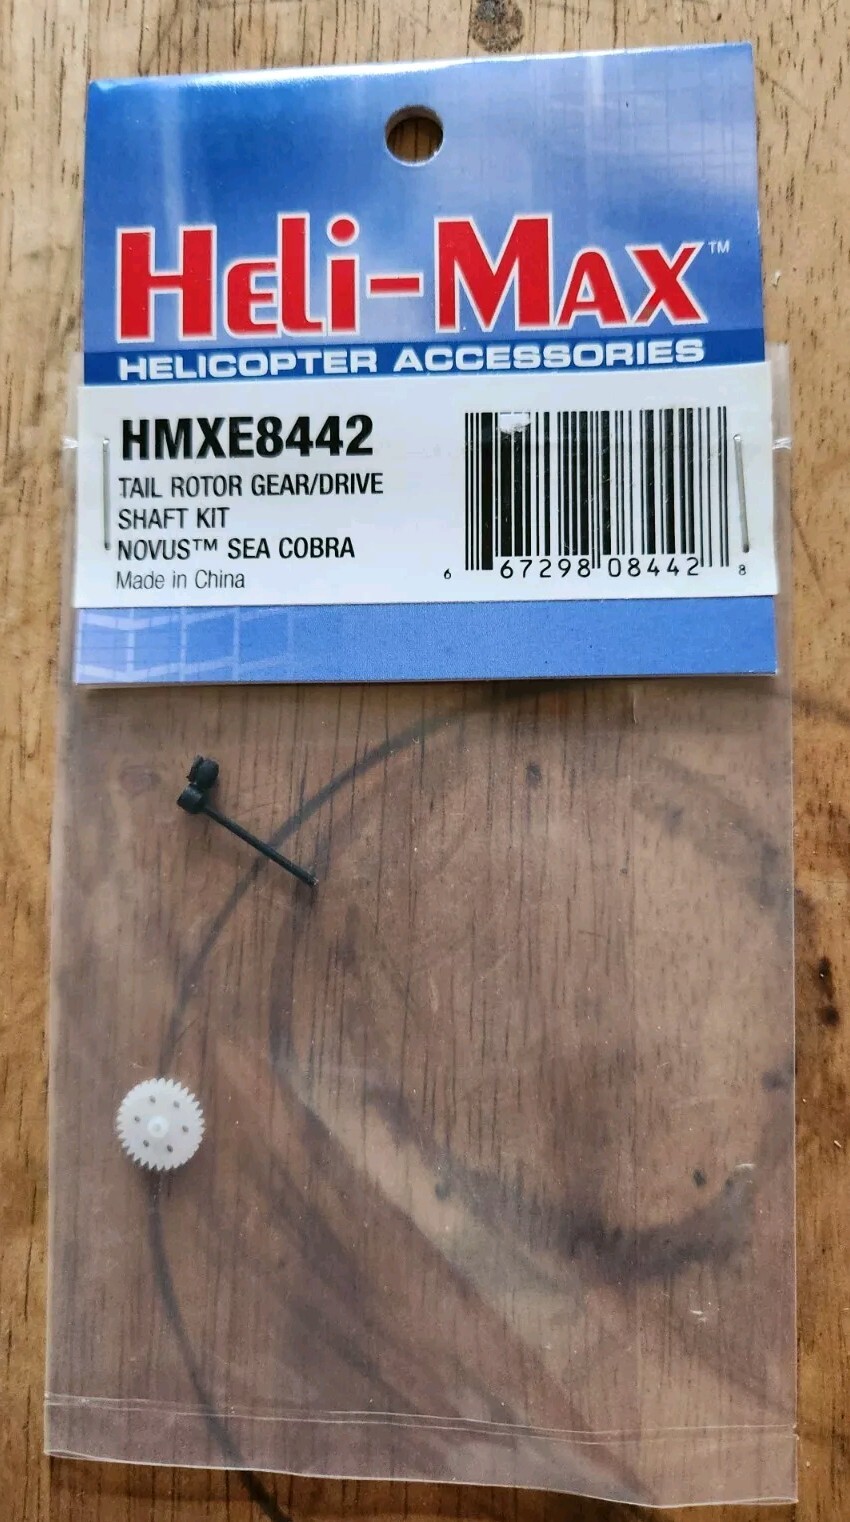 Heli-Max™
HELICOPTER ACCESSORIES
HMXE8442
TAIL ROTOR GEAR/DRIVE
SHAFT KIT
NOVUS™ SEA COBRA
Made in China
6 67298 08442 8